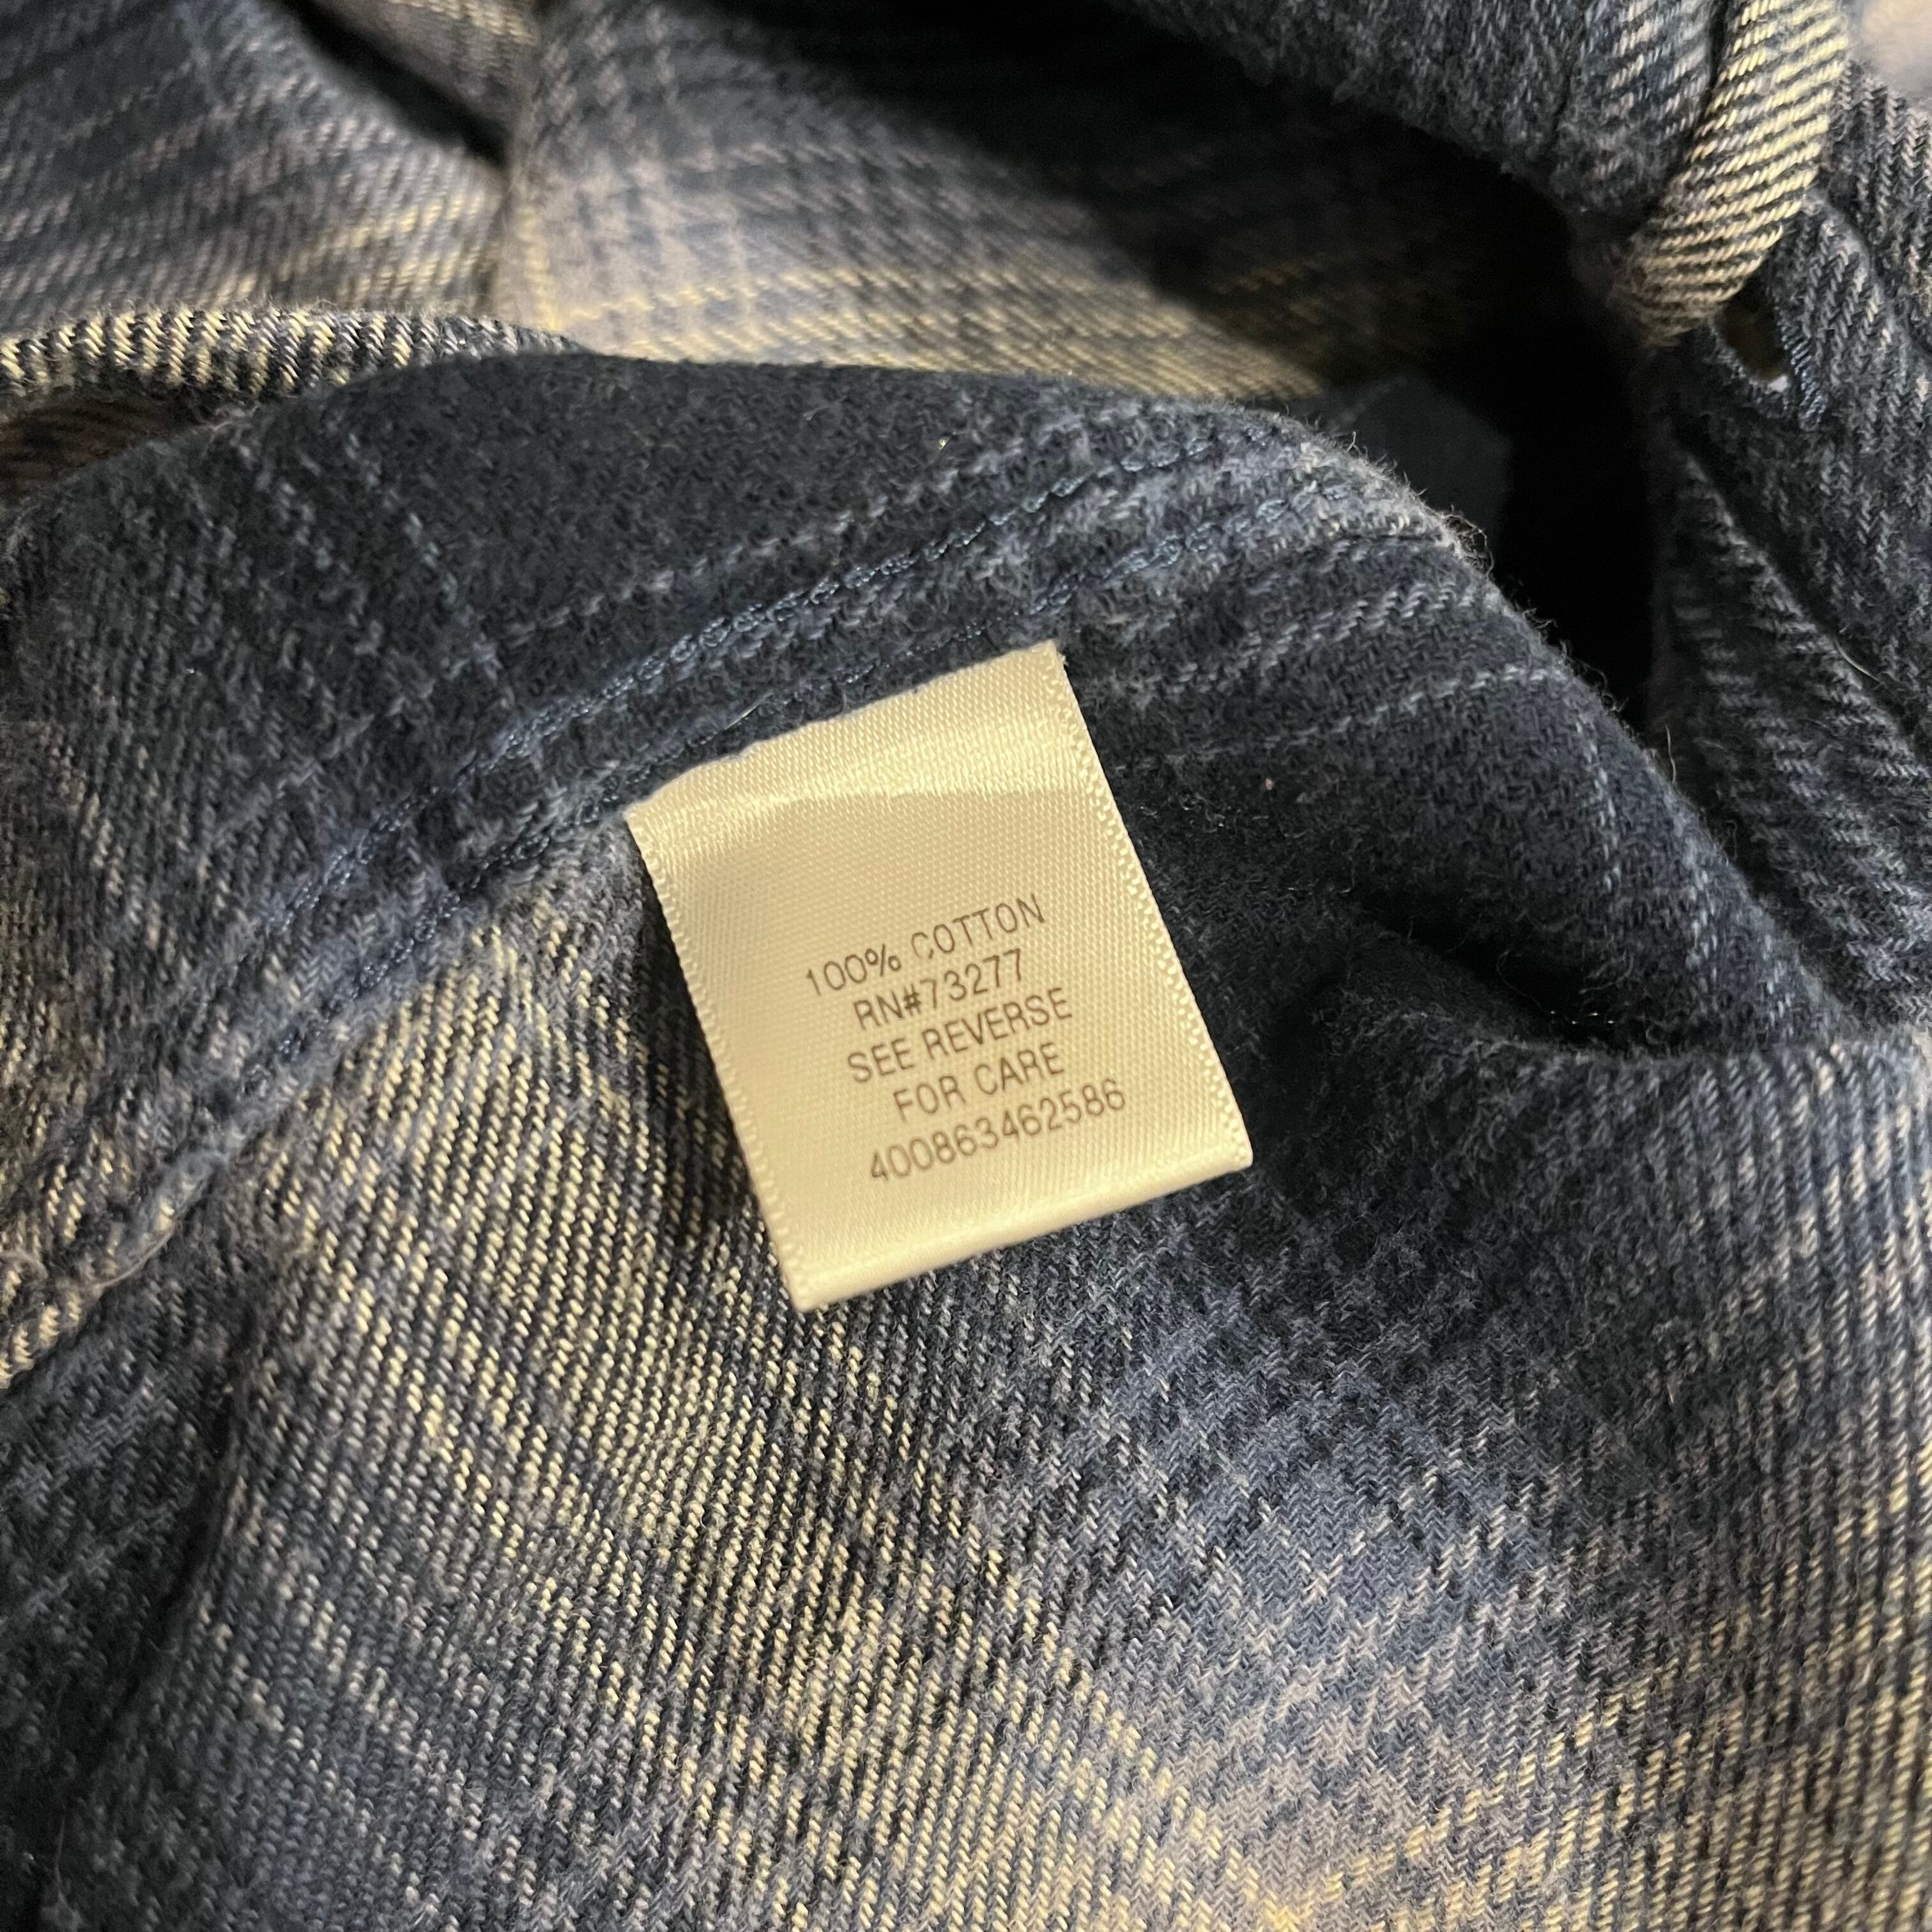 100% COTTON
RN#73277
SEE REVERSE
FOR CARE
400863462586